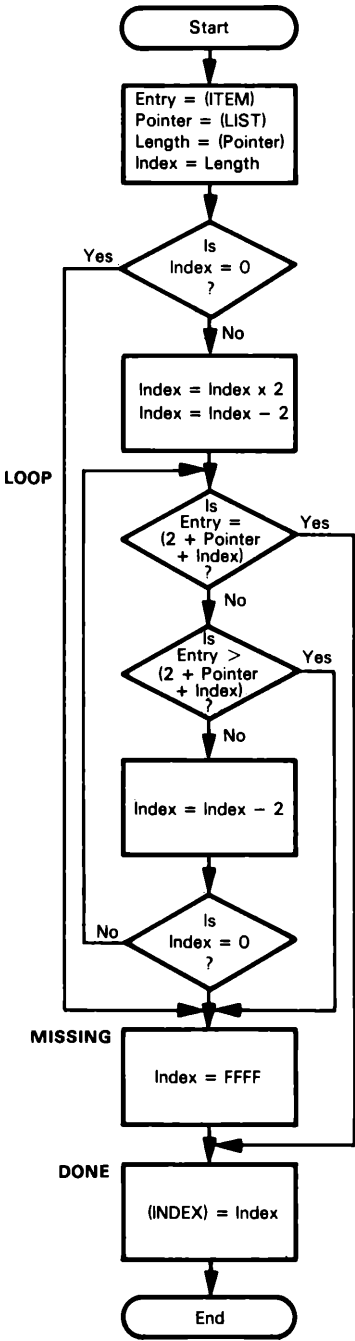 Start
Entry = (ITEM)
Pointer = (LIST)
Length = (Pointer)
Index = Length
Yes
Is
Index = 0
?
No
Index = Index x 2
Index = Index − 2
LOOP
Is
Entry =
(2 + Pointer
+ Index)
?
Yes
No
Is
Entry >
(2 + Pointer
+ Index)
?
Yes
No
Index = Index − 2
Is
Index = 0
?
No
MISSING
Index = FFFF
DONE
(INDEX) = Index
End